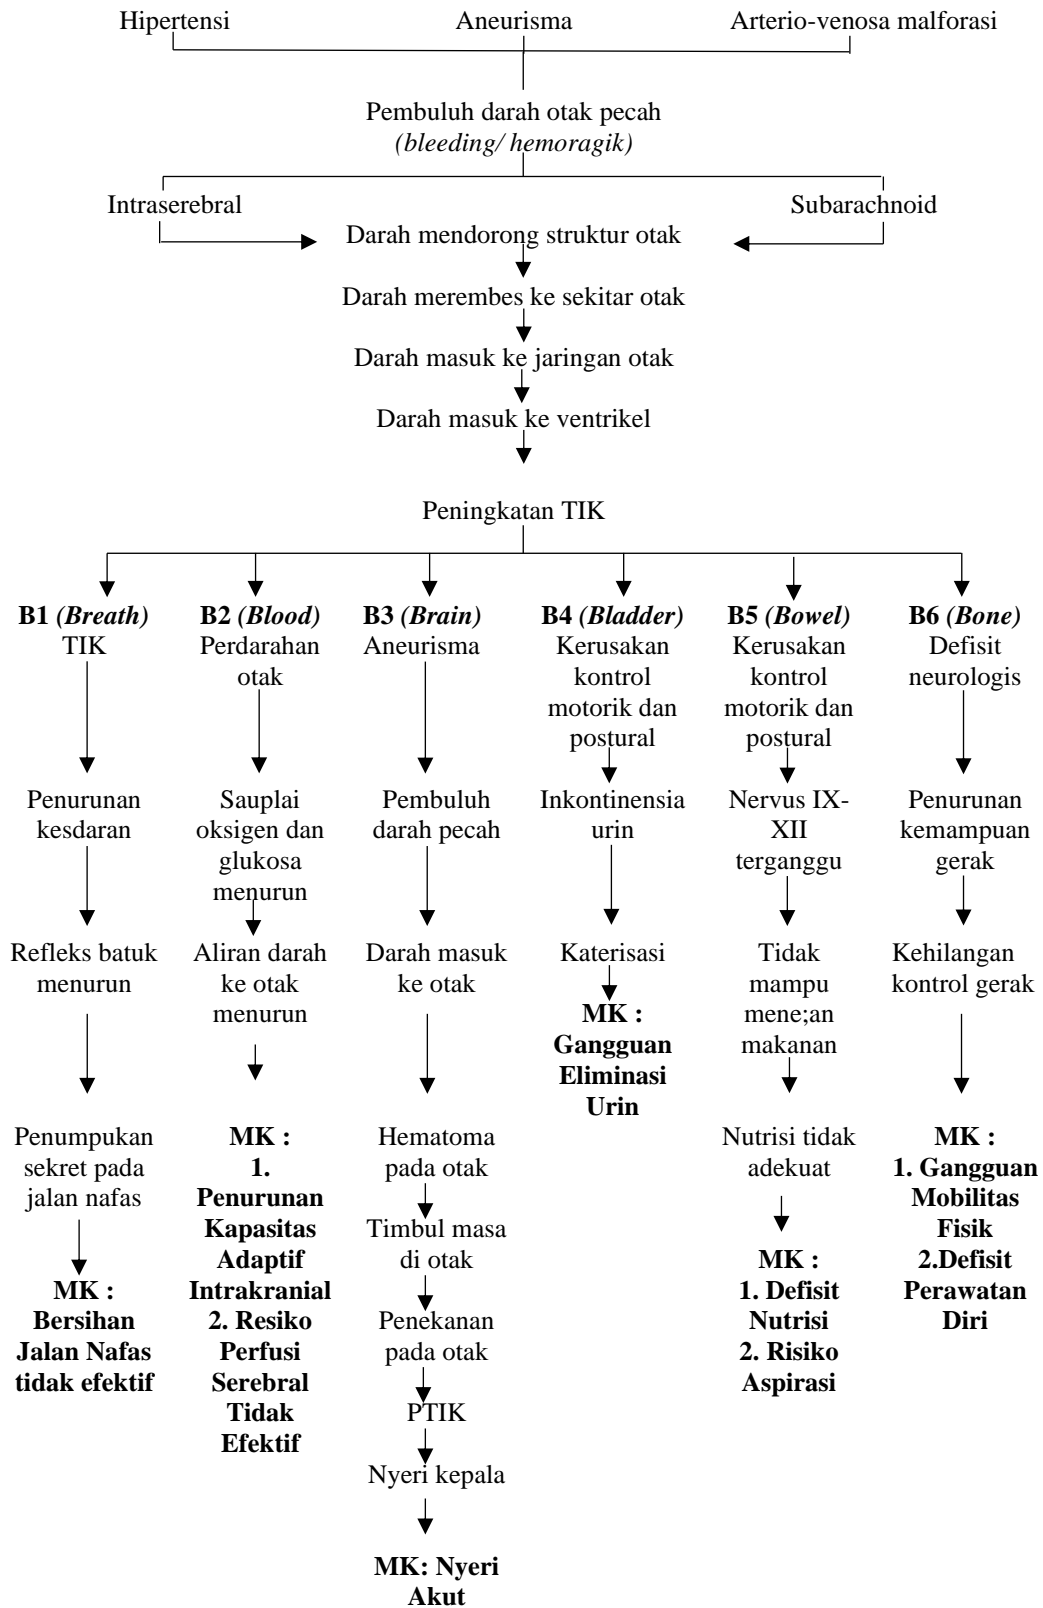 Hipertensi
Aneurisma
Arterio-venosa malforasi
Pembuluh darah otak pecah
(bleeding/ hemoragik)
Intraserebral
Subarachnoid
Darah mendorong struktur otak
Darah merembes ke sekitar otak
Darah masuk ke jaringan otak
Darah masuk ke ventrikel
Peningkatan TIK
B1 (Breath)
TIK
Penurunan
kesdaran
Refleks batuk
menurun
Penumpukan
sekret pada
jalan nafas
MK :
Bersihan
Jalan Nafas
tidak efektif
B2 (Blood)
Perdarahan
otak
Sauplai
oksigen dan
glukosa
menurun
Aliran darah
ke otak
menurun
MK :
1.
Penurunan
Kapasitas
Adaptif
Intrakranial
2. Resiko
Perfusi
Serebral
Tidak
Efektif
B3 (Brain)
Aneurisma
Pembuluh
darah pecah
Darah masuk
ke otak
Hematoma
pada otak
Timbul masa
di otak
Penekanan
pada otak
PTIK
Nyeri kepala
MK: Nyeri
Akut
B4 (Bladder)
Kerusakan
kontrol
motorik dan
postural
Inkontinensia
urin
Katerisasi
MK :
Gangguan
Eliminasi
Urin
B5 (Bowel)
Kerusakan
kontrol
motorik dan
postural
Nervus IX-
XII
terganggu
Tidak
mampu
mene;an
makanan
Nutrisi tidak
adekuat
MK :
1. Defisit
Nutrisi
2. Risiko
Aspirasi
B6 (Bone)
Defisit
neurologis
Penurunan
kemampuan
gerak
Kehilangan
kontrol gerak
MK :
1. Gangguan
Mobilitas
Fisik
2.Defisit
Perawatan
Diri